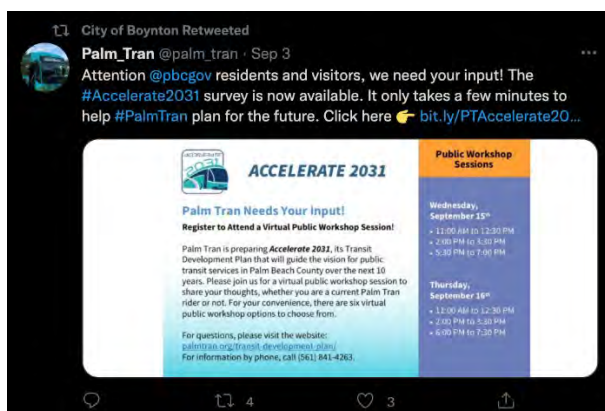 City of Boynton Retweeted
Palm_Tran @palm_tran · Sep 3
Attention @pbcgov residents and visitors, we need your input! The
#Accelerate2031 survey is now available. It only takes a few minutes to
help #PalmTran plan for the future. Click here 👉 bit.ly/PTAccelerate20...
ACCELERATE
2031
ACCELERATE 2031
Palm Tran Needs Your Input!
Register to Attend a Virtual Public Workshop Session!
Palm Tran is preparing Accelerate 2031, its Transit
Development Plan that will guide the vision for public
transit services in Palm Beach County over the next 10
years. Please join us for a virtual public workshop session to
share your thoughts, whether you are a current Palm Tran
rider or not. For your convenience, there are six virtual
public workshop options to choose from.
For questions, please visit the website:
palmtran.org/transit-development-plan/
For information by phone, call (561) 841-4263.
Public Workshop
Sessions
Wednesday,
September 15th
• 11:00 AM to 12:30 PM
• 2:00 PM to 3:30 PM
• 5:30 PM to 7:00 PM
Thursday,
September 16th
• 11:00 AM to 12:30 PM
• 2:00 PM to 3:30 PM
• 6:00 PM to 7:30 PM
4
3